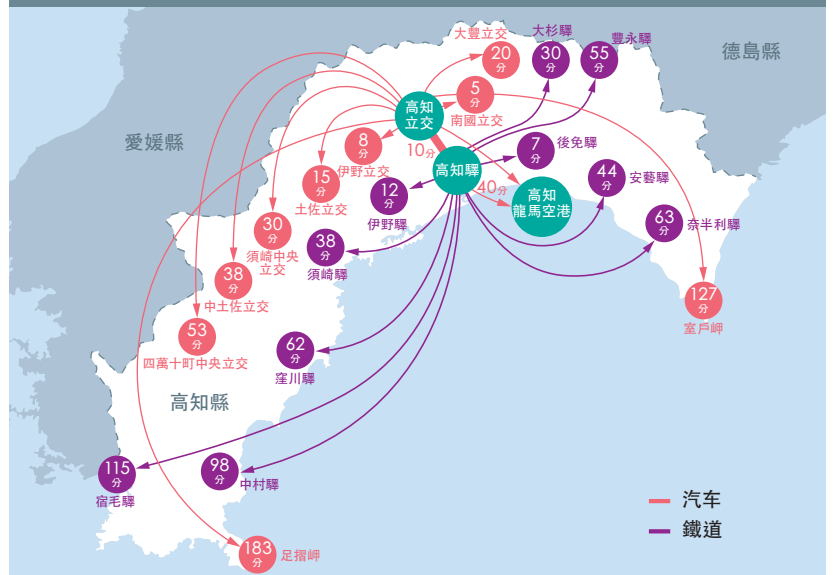 大豐立交
20
分
大杉驛
30
分
豐永驛
55
分
德島縣
愛媛縣
高知
立交
5
分
南國立交
8
分
伊野立交
10分
高知驛
7
分
後免驛
15
分
土佐立交
12
分
伊野驛
40分
高知
龍馬空港
44
分
安藝驛
63
分
奈半利驛
30
分
須崎中央
立交
38
分
須崎驛
38
分
中土佐立交
127
分
室戶岬
53
分
四萬十町中央立交
62
分
窪川驛
高知縣
115
分
宿毛驛
98
分
中村驛
183
分
足摺岬
汽车
鐵道